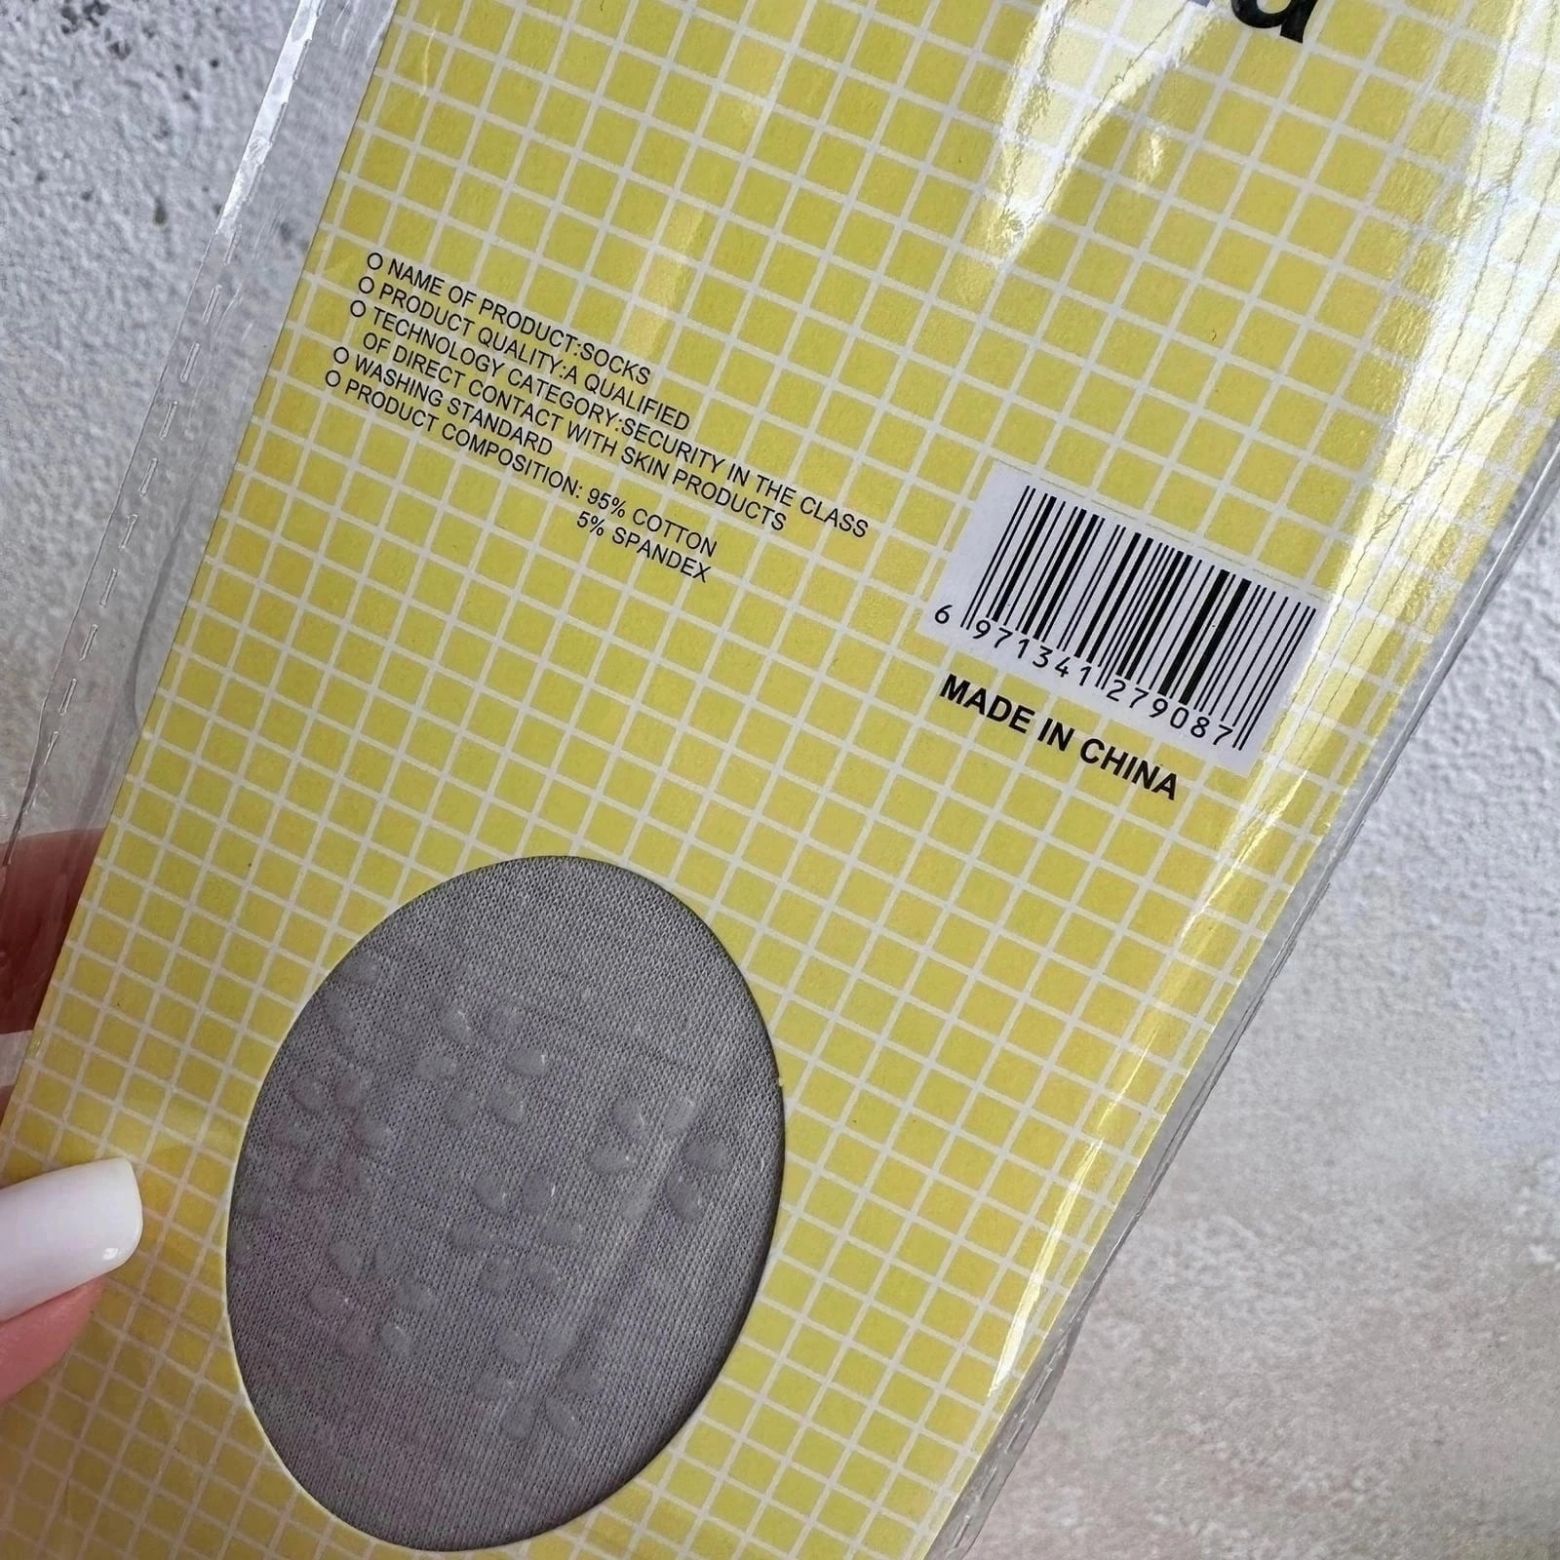 O NAME OF PRODUCT:SOCKS
O PRODUCT QUALITY:A QUALIFIED
O TECHNOLOGY CATEGORY:SECURITY IN THE CLASS
OF DIRECT CONTACT WITH SKIN PRODUCTS
O WASHING STANDARD
O PRODUCT COMPOSITION: 95% COTTON
5% SPANDEX
6 971341 279087
MADE IN CHINA